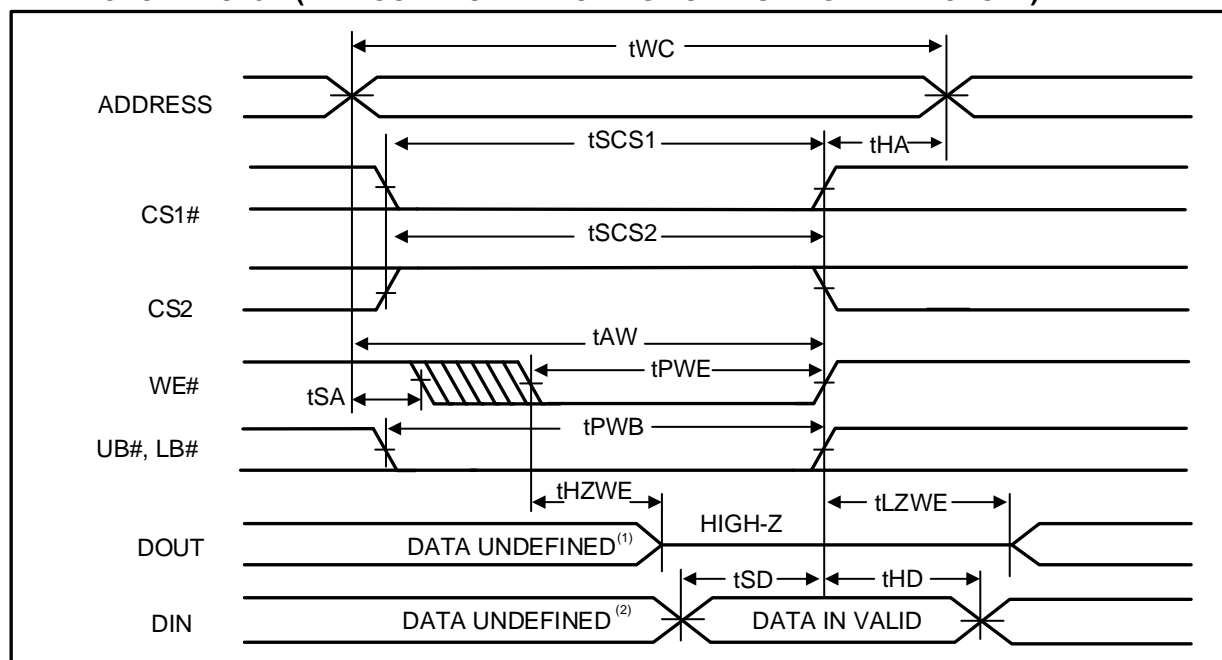 tWC
ADDRESS
tSCS1
tHA
CS1#
tSCS2
CS2
tAW
WE#
tPWE
tSA
tPWB
UB#, LB#
tHZWE
tLZWE
HIGH-Z
DOUT
DATA UNDEFINED(1)
tSD
tHD
DIN
DATA UNDEFINED (2)
DATA IN VALID